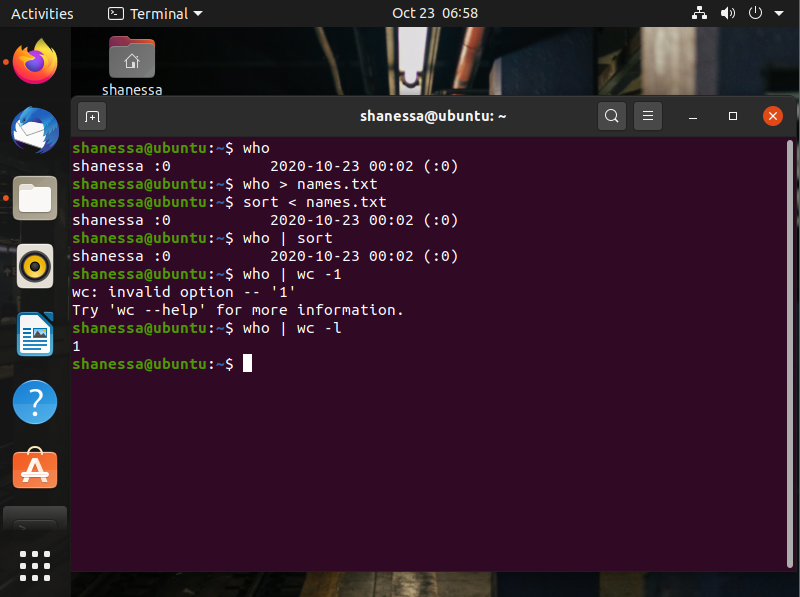 Activities Terminal Oct 23 06:58
shanessa
shanessa@ubuntu: ~
shanessa@ubuntu:~$ who
shanessa :0           2020-10-23 00:02 (:0)
shanessa@ubuntu:~$ who > names.txt
shanessa@ubuntu:~$ sort < names.txt
shanessa :0           2020-10-23 00:02 (:0)
shanessa@ubuntu:~$ who | sort
shanessa :0           2020-10-23 00:02 (:0)
shanessa@ubuntu:~$ who | wc -1
wc: invalid option -- '1'
Try 'wc --help' for more information.
shanessa@ubuntu:~$ who | wc -l
1
shanessa@ubuntu:~$